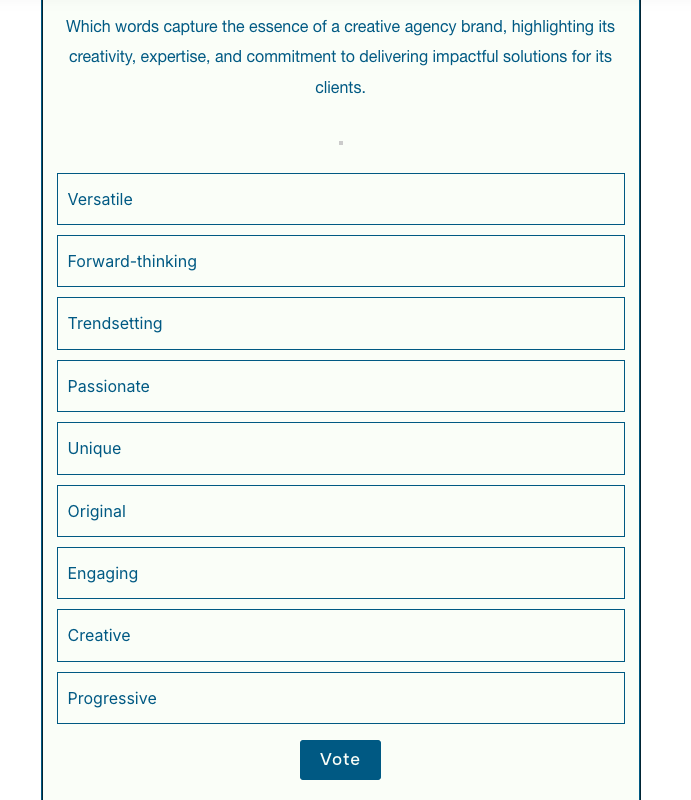 Which words capture the essence of a creative agency brand, highlighting its
creativity, expertise, and commitment to delivering impactful solutions for its
clients.
Versatile
Forward-thinking
Trendsetting
Passionate
Unique
Original
Engaging
Creative
Progressive
Vote